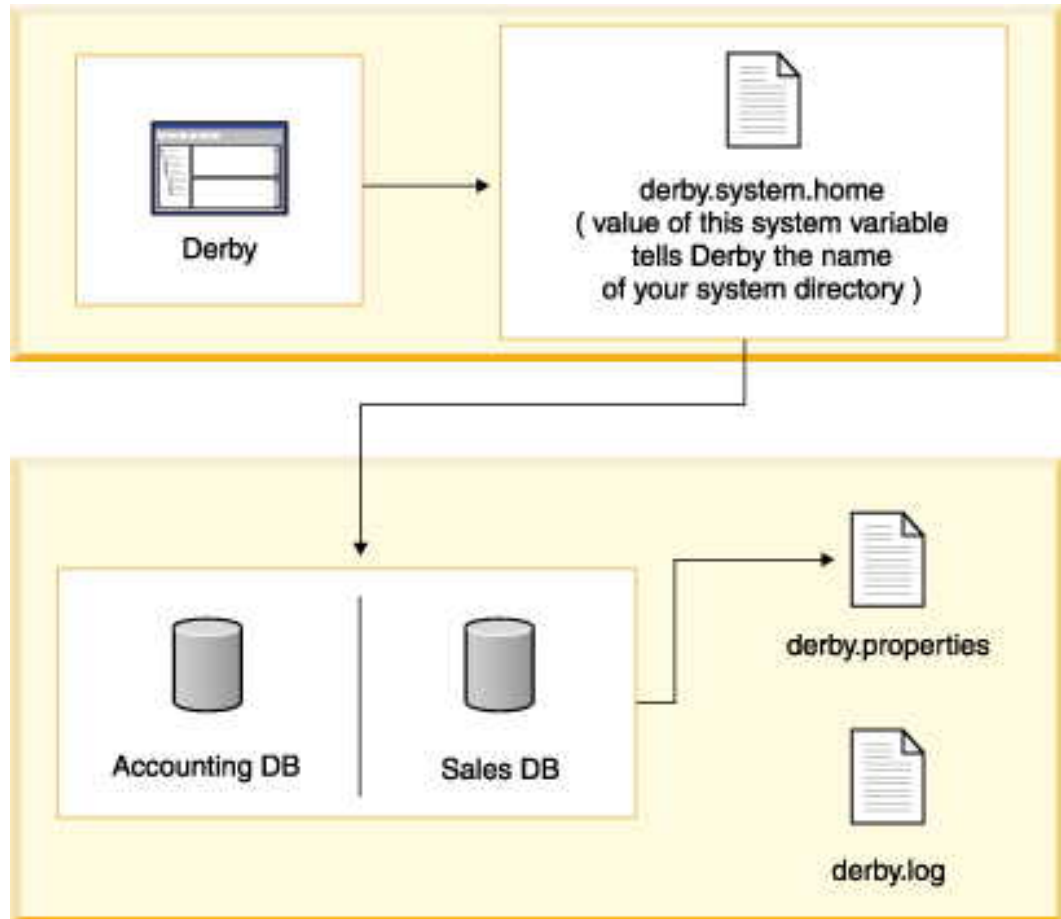 Derby
derby.system.home
( value of this system variable
tells Derby the name
of your system directory )
Accounting DB
Sales DB
derby.properties
derby.log